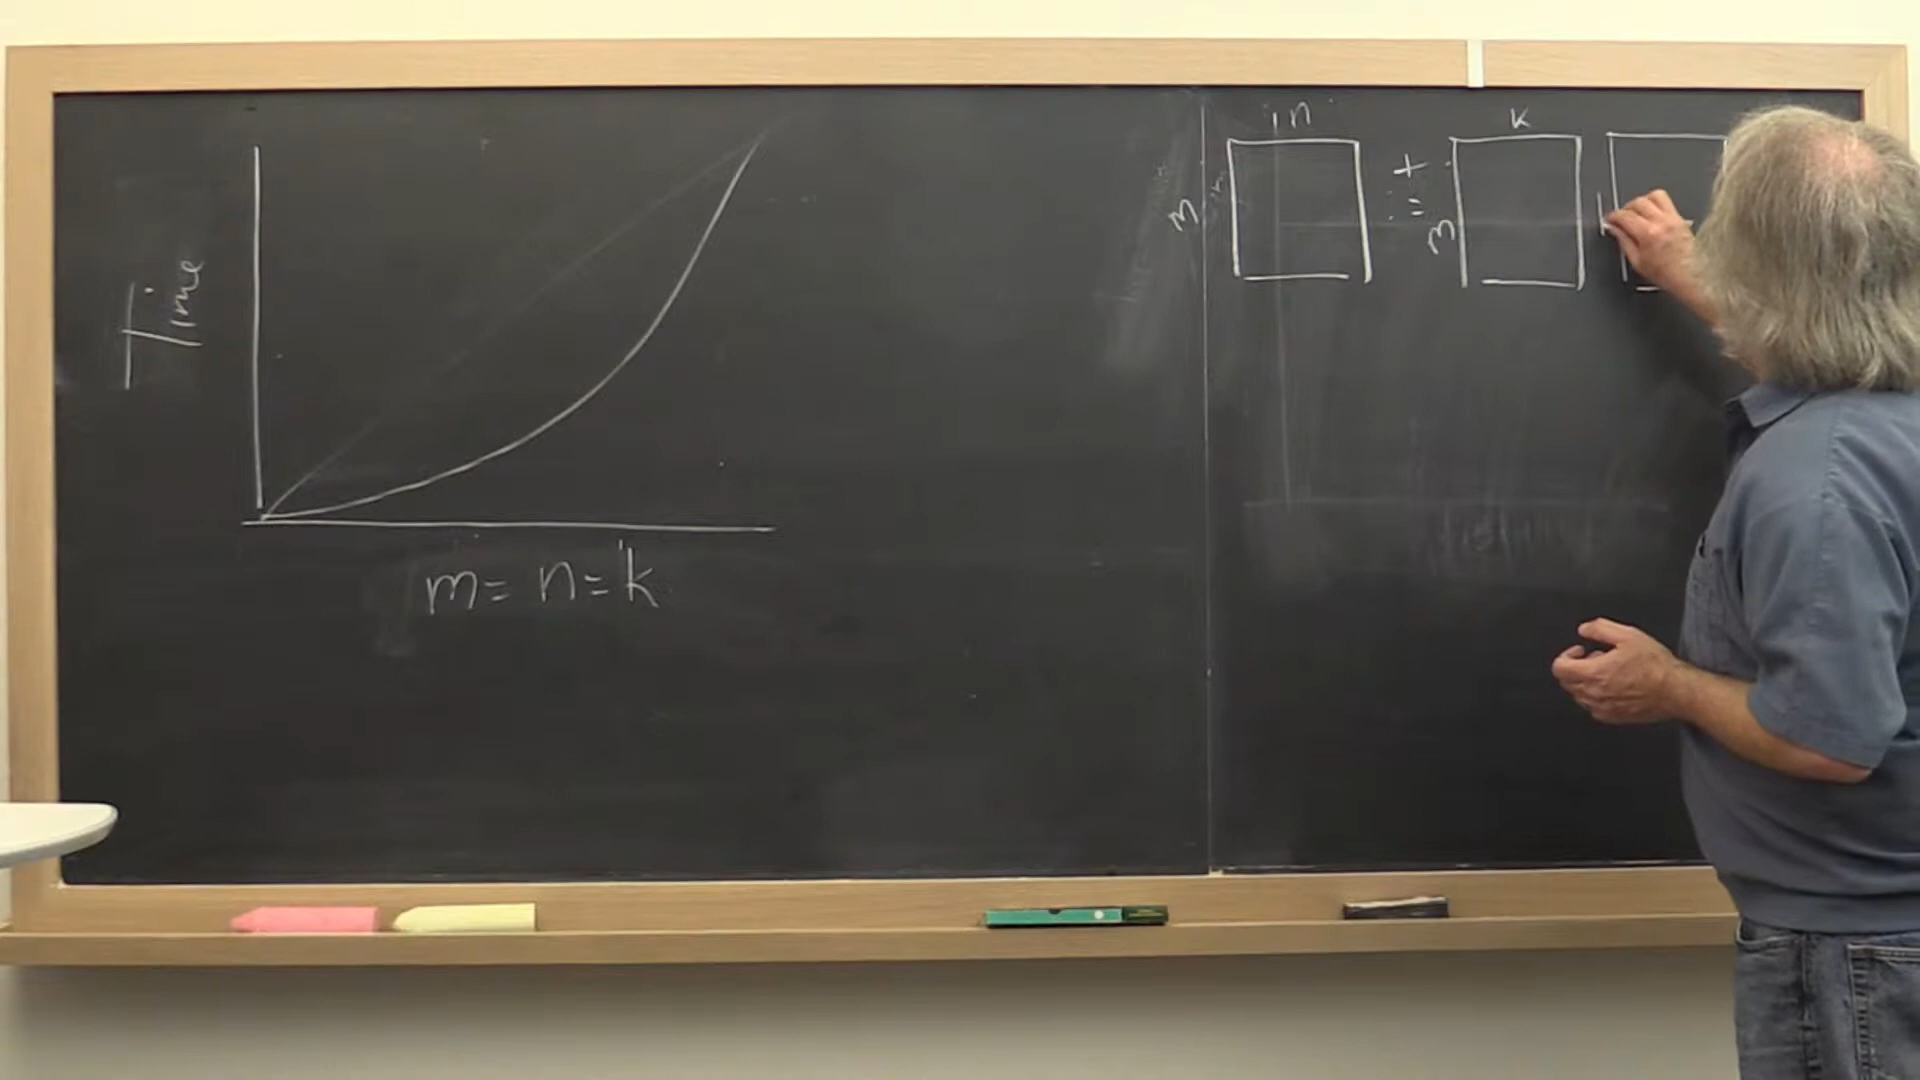 Time
m = n = k
n
m
+
:=
k
m